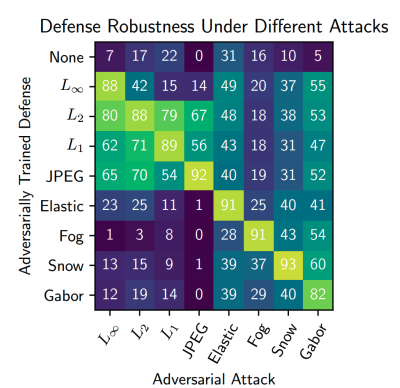 Defense Robustness Under Different Attacks
Adversarially Trained Defense
None 7 17 22 0 31 16 10 5
L∞ 88 42 15 14 49 20 37 55
L2 80 88 79 67 48 18 38 53
L1 62 71 89 56 43 18 31 47
JPEG 65 70 54 92 40 19 31 52
Elastic 23 25 11 1 91 25 40 41
Fog 1 3 8 0 28 91 43 54
Snow 13 15 9 1 39 37 93 60
Gabor 12 19 14 0 39 29 40 82
L∞ L2 L1 JPEG Elastic Fog Snow Gabor
Adversarial Attack